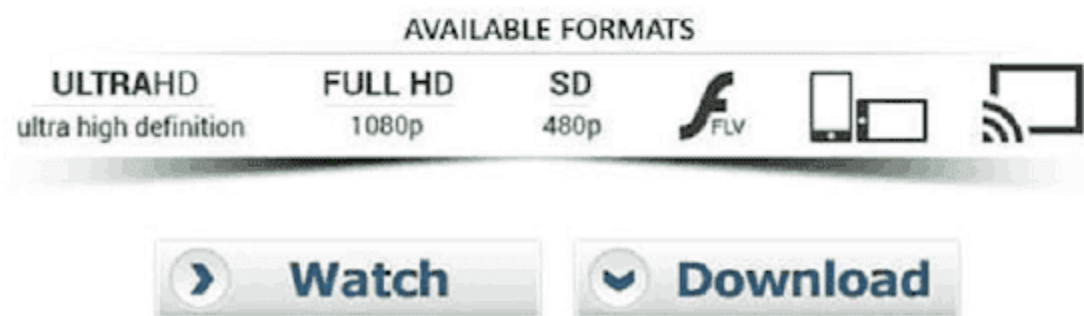 AVAILABLE FORMATS
ULTRAHD FULL HD SD
ultra high definition 1080p 480p FLV
Watch Download